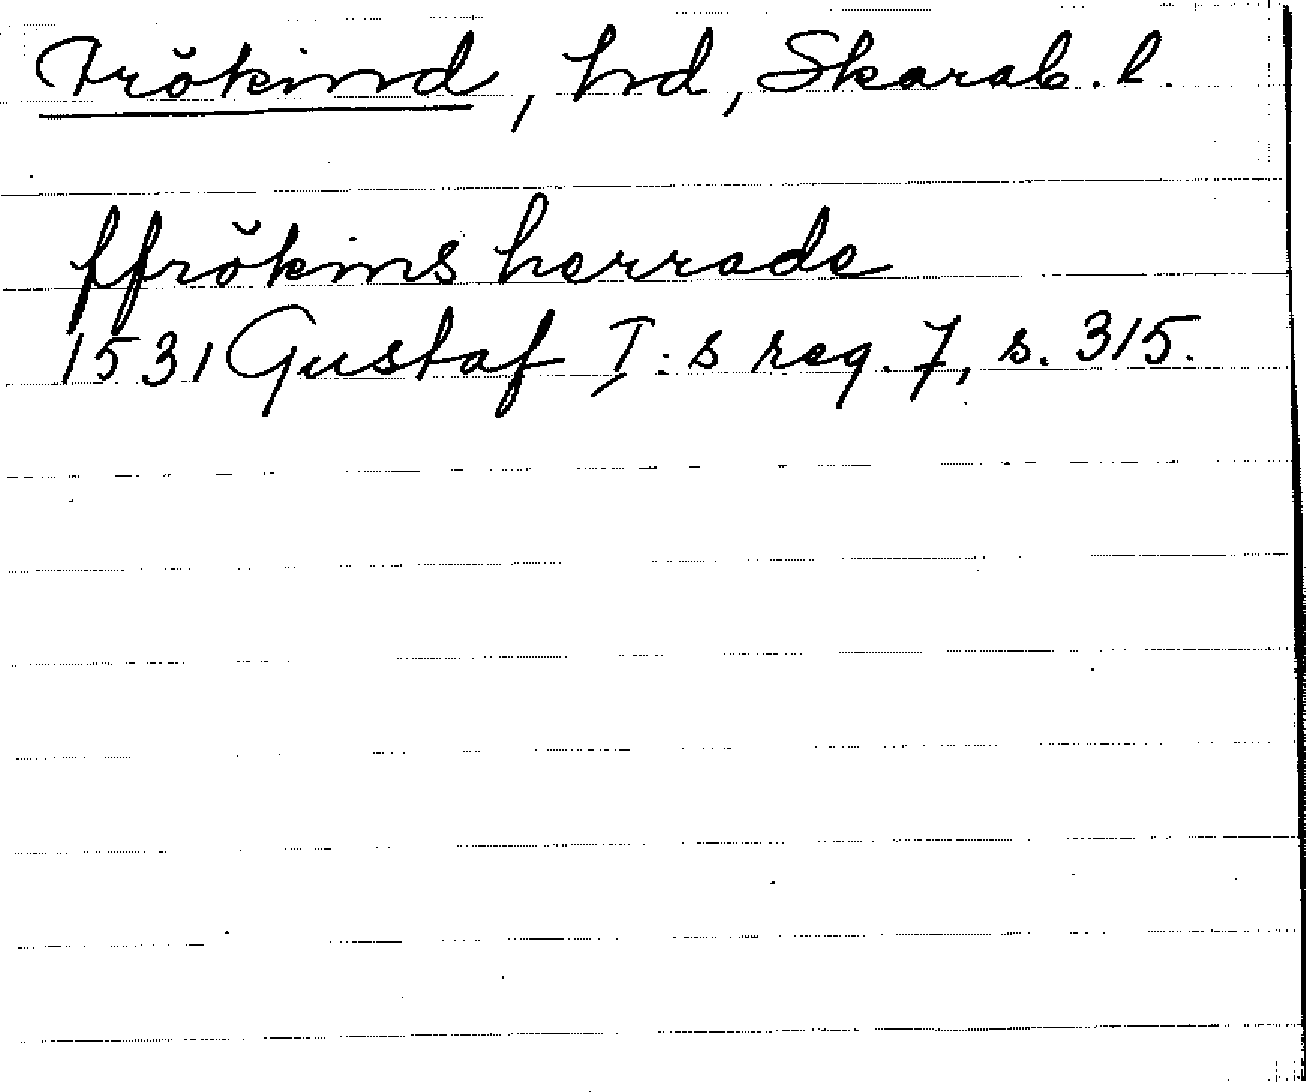 Frökind, hd, Skarab. l.
ffrökins herrade
1531 Gustaf I:s reg. 7, s. 315.